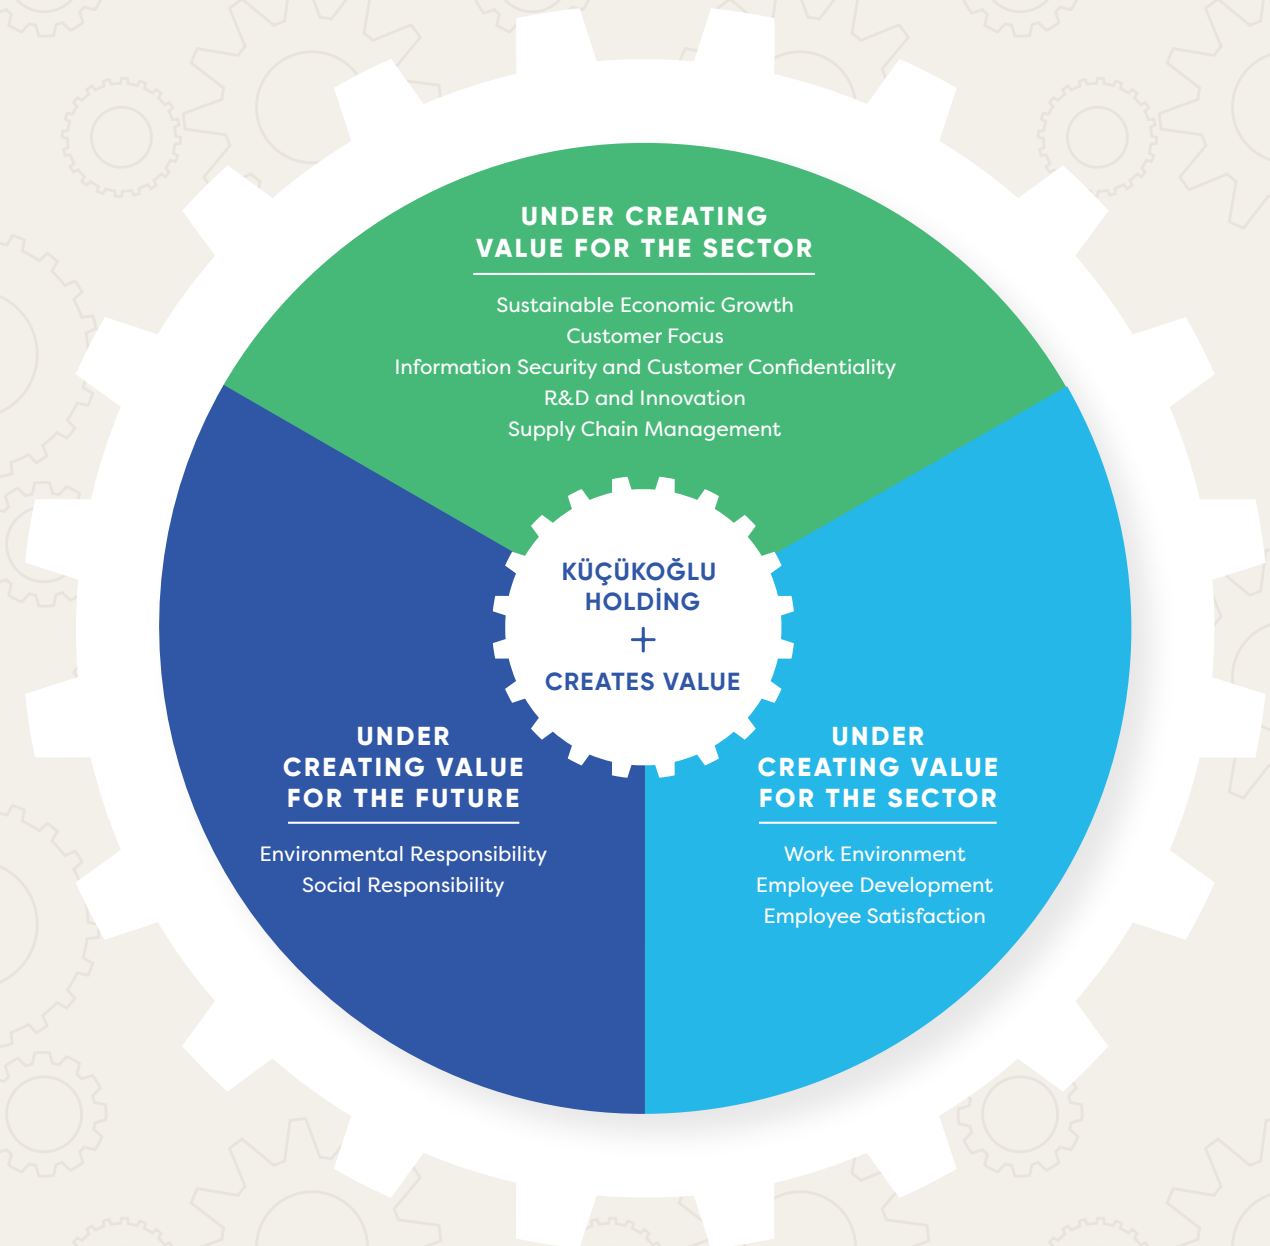 UNDER CREATING
VALUE FOR THE SECTOR
Sustainable Economic Growth
Customer Focus
Information Security and Customer Confidentiality
R&D and Innovation
Supply Chain Management
KÜÇÜKOĞLU
HOLDİNG
+
CREATES VALUE
UNDER
CREATING VALUE
FOR THE FUTURE
Environmental Responsibility
Social Responsibility
UNDER
CREATING VALUE
FOR THE SECTOR
Work Environment
Employee Development
Employee Satisfaction